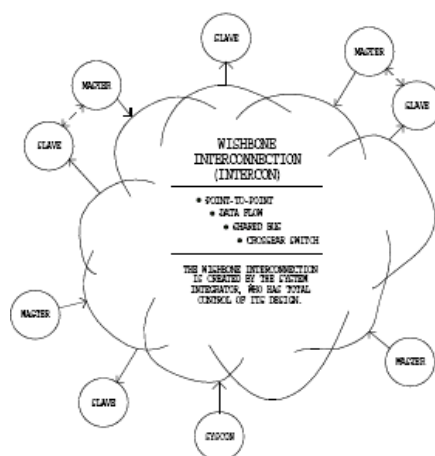 SLAVE
MASTER
MASTER
SLAVE
SLAVE
WISHBONE
INTERCONNECTION
(INTERCON)
● POINT-TO-POINT
● DATA FLOW
● SHARED BUS
● CROSSBAR SWITCH
THE WISHBONE INTERCONNECTION
IS CREATED BY THE SYSTEM
INTEGRATOR, WHO HAS TOTAL
CONTROL OF ITS DESIGN.
MASTER
MASTER
SLAVE
SYSCON